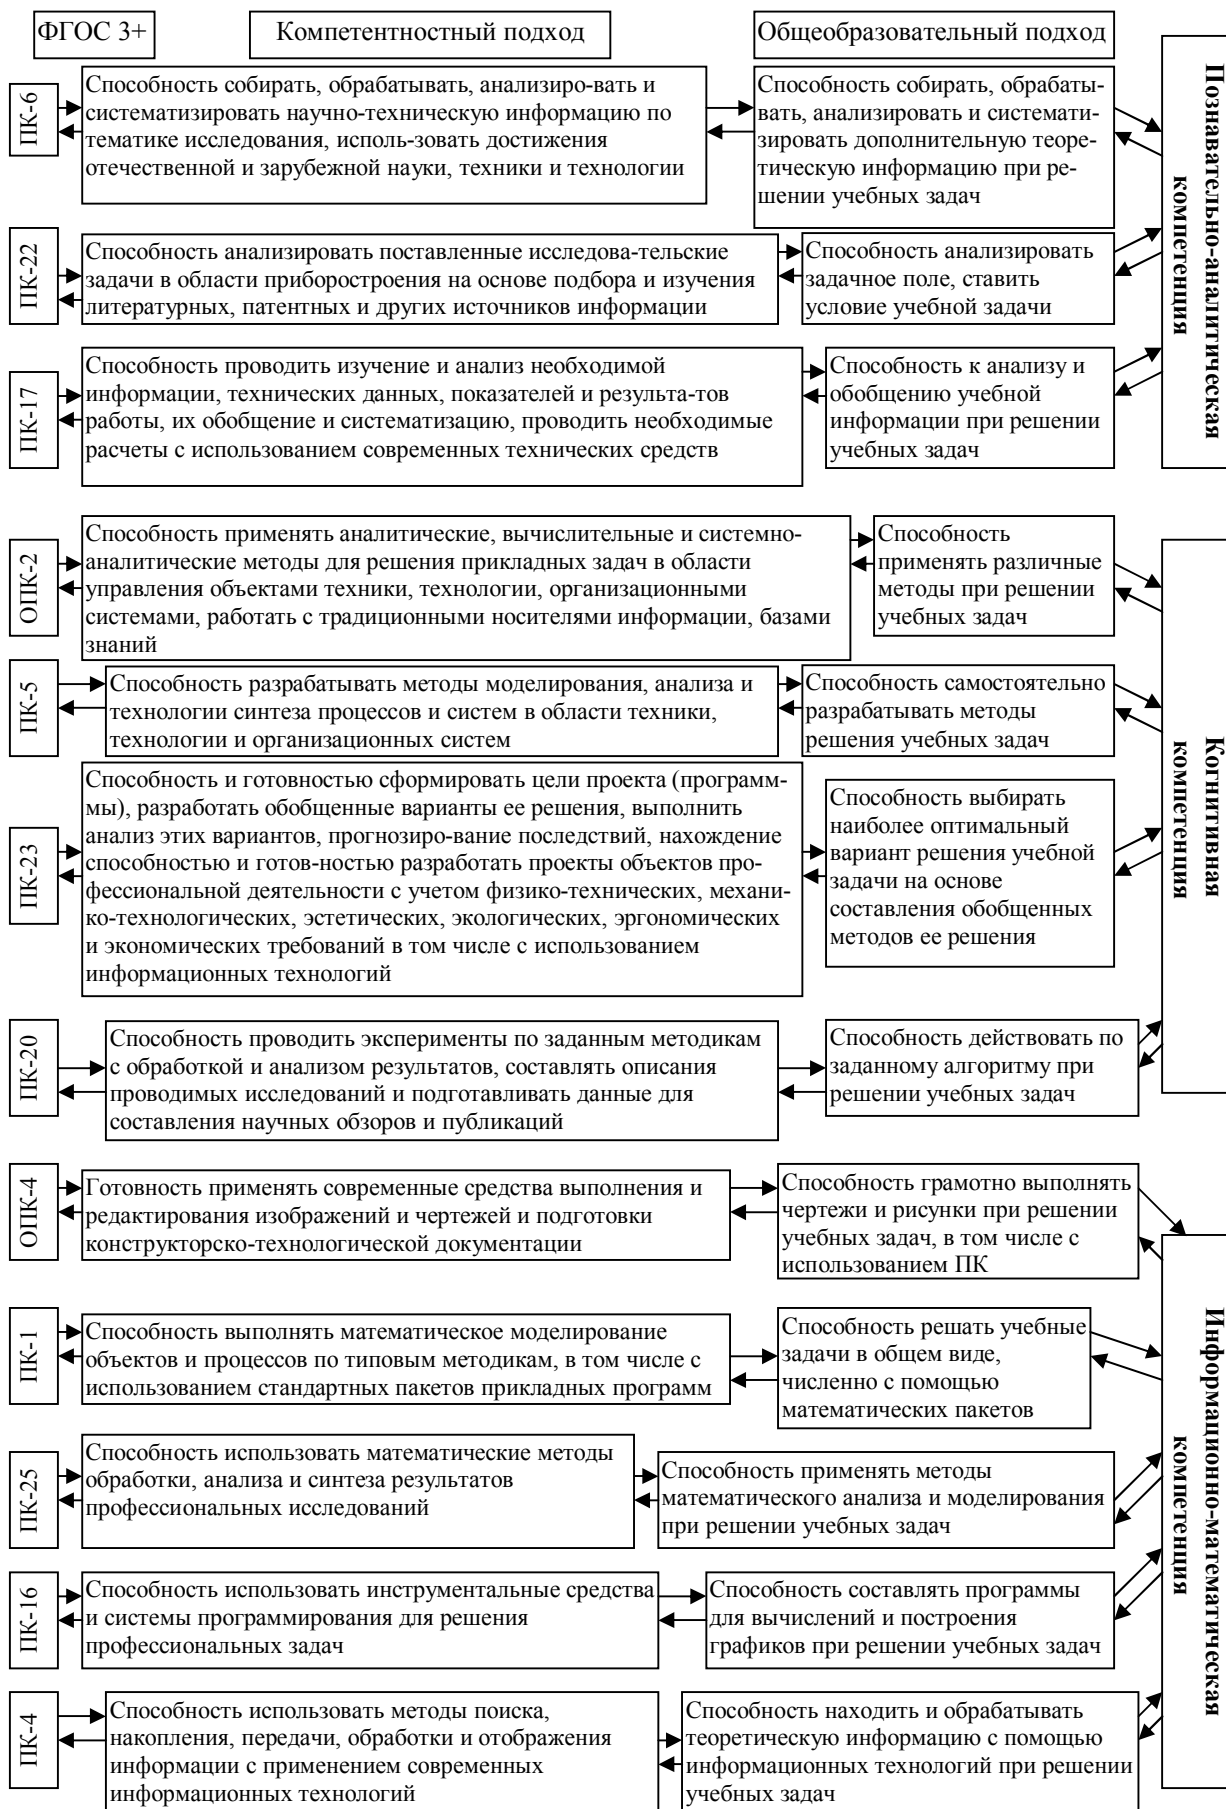 ФГОС 3+
Компетентностный подход
Общеобразовательный подход
ПК-6
Способность собирать, обрабатывать, анализиро-вать и
систематизировать научно-техническую информацию по
тематике исследования, исполь-зовать достижения
отечественной и зарубежной науки, техники и технологии
Способность собирать, обрабаты-
вать, анализировать и системати-
зировать дополнительную теоре-
тическую информацию при ре-
шении учебных задач
ПК-22
Способность анализировать поставленные исследова-тельские
задачи в области приборостроения на основе подбора и изучения
литературных, патентных и других источников информации
Способность анализировать
задачное поле, ставить
условие учебной задачи
ПК-17
Способность проводить изучение и анализ необходимой
информации, технических данных, показателей и результа-тов
работы, их обобщение и систематизацию, проводить необходимые
расчеты с использованием современных технических средств
Способность к анализу и
обобщению учебной
информации при решении
учебных задач
Познавательно-аналитическая
компетенция
ОПК-2
Способность применять аналитические, вычислительные и системно-
аналитические методы для решения прикладных задач в области
управления объектами техники, технологии, организационными
системами, работать с традиционными носителями информации, базами
знаний
Способность
применять различные
методы при решении
учебных задач
ПК-5
Способность разрабатывать методы моделирования, анализа и
технологии синтеза процессов и систем в области техники,
технологии и организационных систем
Способность самостоятельно
разрабатывать методы
решения учебных задач
ПК-23
Способность и готовностью сформировать цели проекта (программ-
мы), разработать обобщенные варианты ее решения, выполнить
анализ этих вариантов, прогнозиро-вание последствий, нахождение
способностью и готов-ностью разработать проекты объектов про-
фессиональной деятельности с учетом физико-технических, механи-
ко-технологических, эстетических, экологических, эргономических
и экономических требований в том числе с использованием
информационных технологий
Способность выбирать
наиболее оптимальный
вариант решения учебной
задачи на основе
составления обобщенных
методов ее решения
ПК-20
Способность проводить эксперименты по заданным методикам
с обработкой и анализом результатов, составлять описания
проводимых исследований и подготавливать данные для
составления научных обзоров и публикаций
Способность действовать по
заданному алгоритму при
решении учебных задач
Когнитивная
компетенция
ОПК-4
Готовность применять современные средства выполнения и
редактирования изображений и чертежей и подготовки
конструкторско-технологической документации
Способность грамотно выполнять
чертежи и рисунки при решении
учебных задач, в том числе с
использованием ПК
ПК-1
Способность выполнять математическое моделирование
объектов и процессов по типовым методикам, в том числе с
использованием стандартных пакетов прикладных программ
Способность решать учебные
задачи в общем виде,
численно с помощью
математических пакетов
ПК-25
Способность использовать математические методы
обработки, анализа и синтеза результатов
профессиональных исследований
Способность применять методы
математического анализа и моделирования
при решении учебных задач
ПК-16
Способность использовать инструментальные средства
и системы программирования для решения
профессиональных задач
Способность составлять программы
для вычислений и построения
графиков при решении учебных задач
ПК-4
Способность использовать методы поиска,
накопления, передачи, обработки и отображения
информации с применением современных
информационных технологий
Способность находить и обрабатывать
теоретическую информацию с помощью
информационных технологий при решении
учебных задач
Информационно-математическая
компетенция